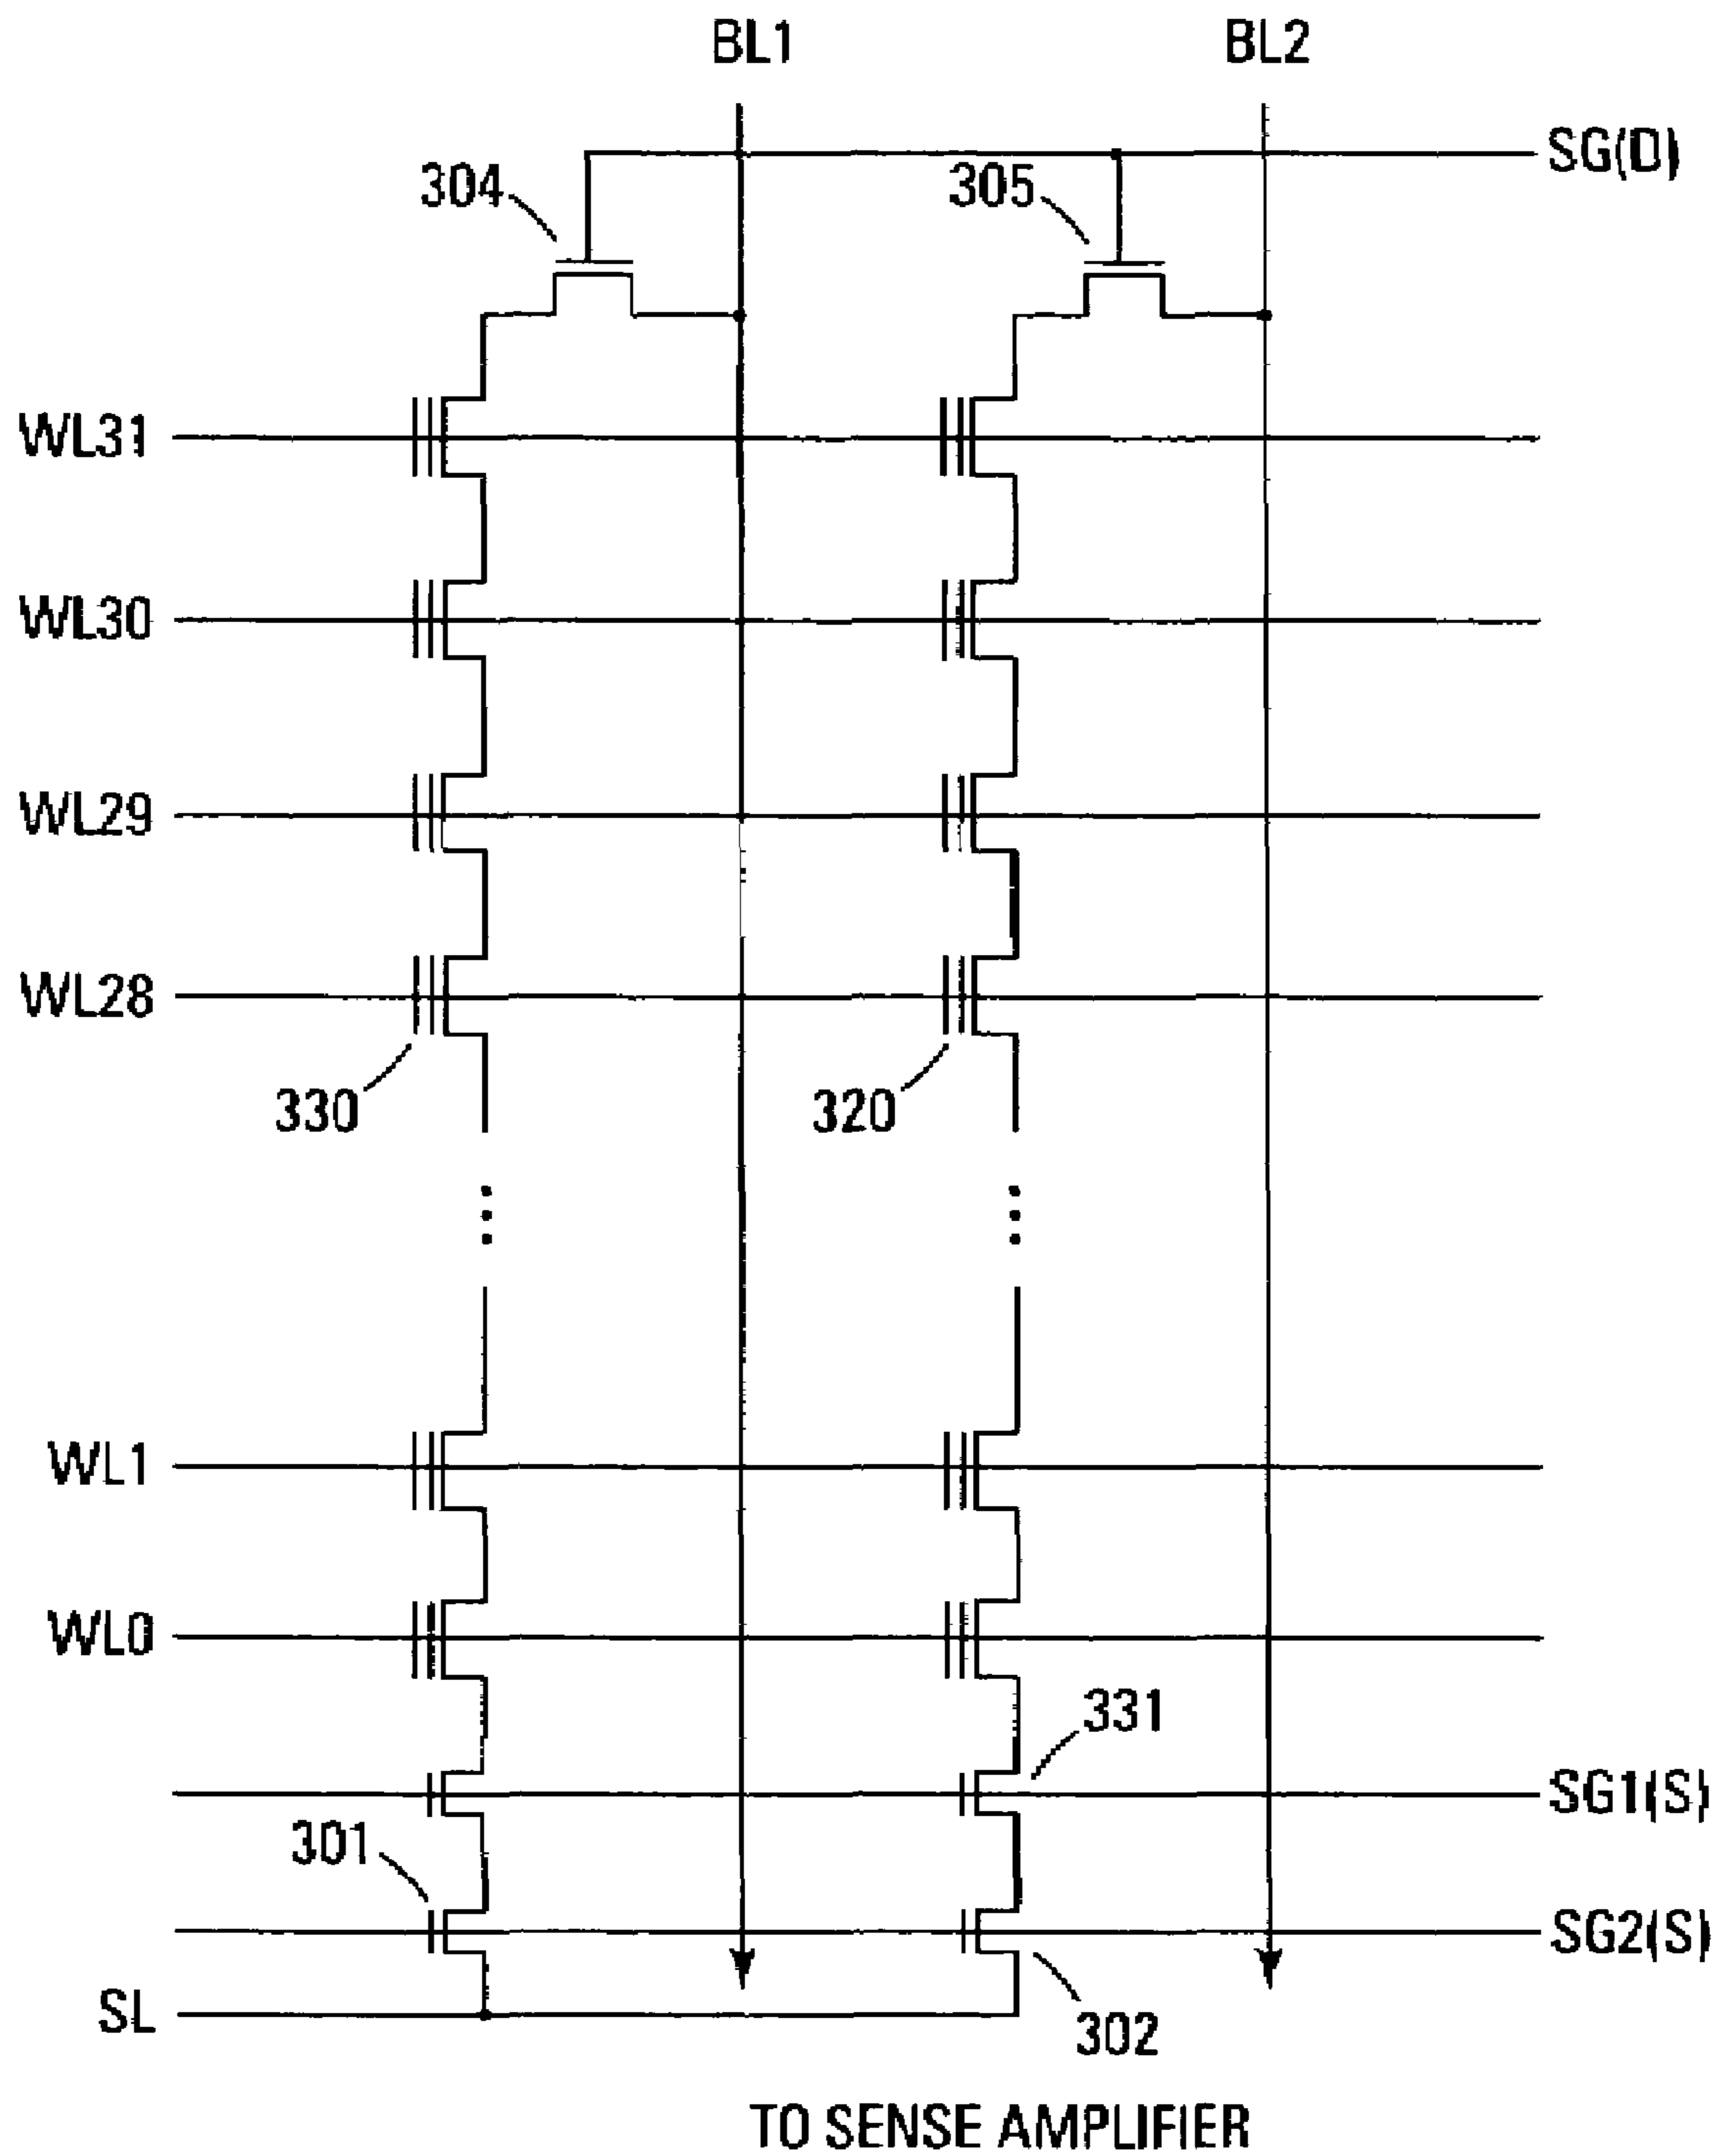 BL1 BL2
SG(D)
304 305
WL31
WL30
WL29
WL28
330 320
WL1
WL0
331
SG1(S)
301
SG2(S)
SL
302
TO SENSE AMPLIFIER